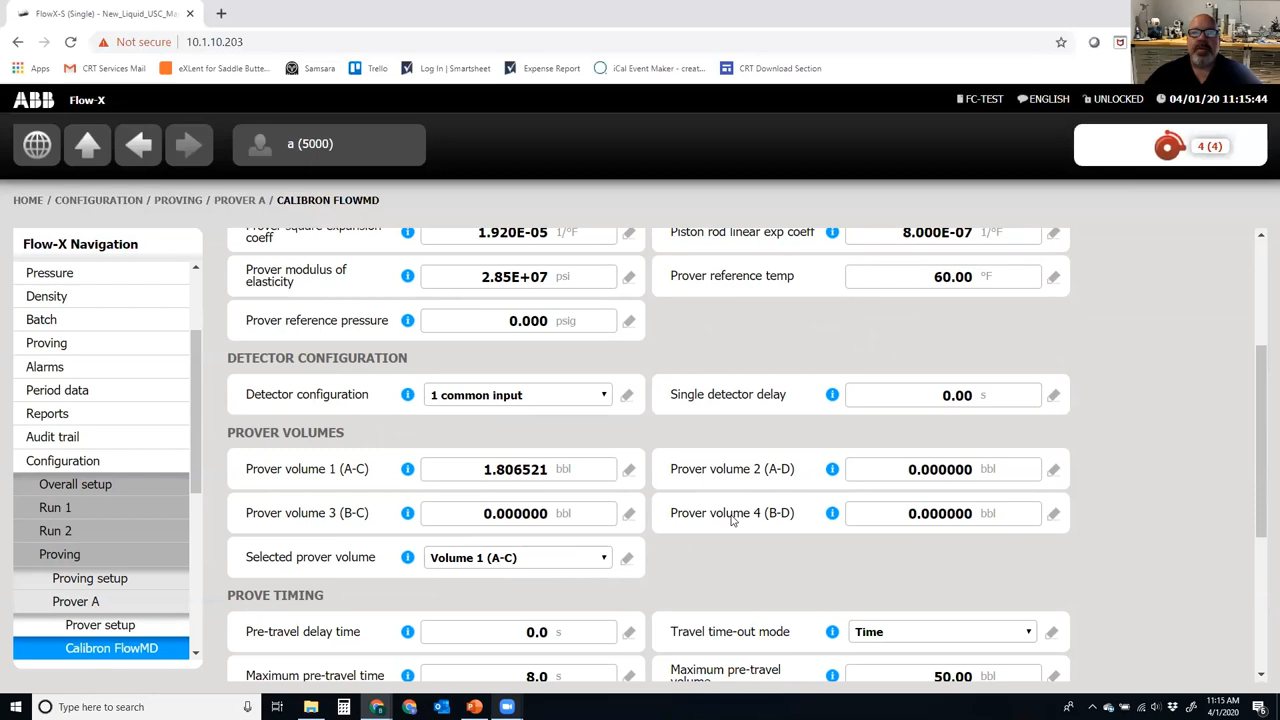 FlowX-S (Single) - New_Liquid_USC_Ma
Not secure 10.1.10.203
Apps CRT Services Mail eXLent for Saddle Butte... Samsara Trello Log In | Smartsheet Expense Report iCal Event Maker - creat... CRT Download Section
ABB Flow-X FC-TEST ENGLISH UNLOCKED 04/01/20 11:15:44
a (5000) 4 (4)
HOME / CONFIGURATION / PROVING / PROVER A / CALIBRON FLOWMD
Flow-X Navigation
Pressure
Density
Batch
Proving
Alarms
Period data
Reports
Audit trail
Configuration
Overall setup
Run 1
Run 2
Proving
Proving setup
Prover A
Prover setup
Calibron FlowMD
Prover square expansion
coeff 1.920E-05 1/°F Piston rod linear exp coeff 8.000E-07 1/°F
Prover modulus of
elasticity 2.85E+07 psi Prover reference temp 60.00 °F
Prover reference pressure 0.000 psig
DETECTOR CONFIGURATION
Detector configuration 1 common input Single detector delay 0.00 s
PROVER VOLUMES
Prover volume 1 (A-C) 1.806521 bbl Prover volume 2 (A-D) 0.000000 bbl
Prover volume 3 (B-C) 0.000000 bbl Prover volume 4 (B-D) 0.000000 bbl
Selected prover volume Volume 1 (A-C)
PROVE TIMING
Pre-travel delay time 0.0 s Travel time-out mode Time
Maximum pre-travel time 8.0 s Maximum pre-travel
volume 50.00 bbl
Type here to search 11:15 AM
4/1/2020